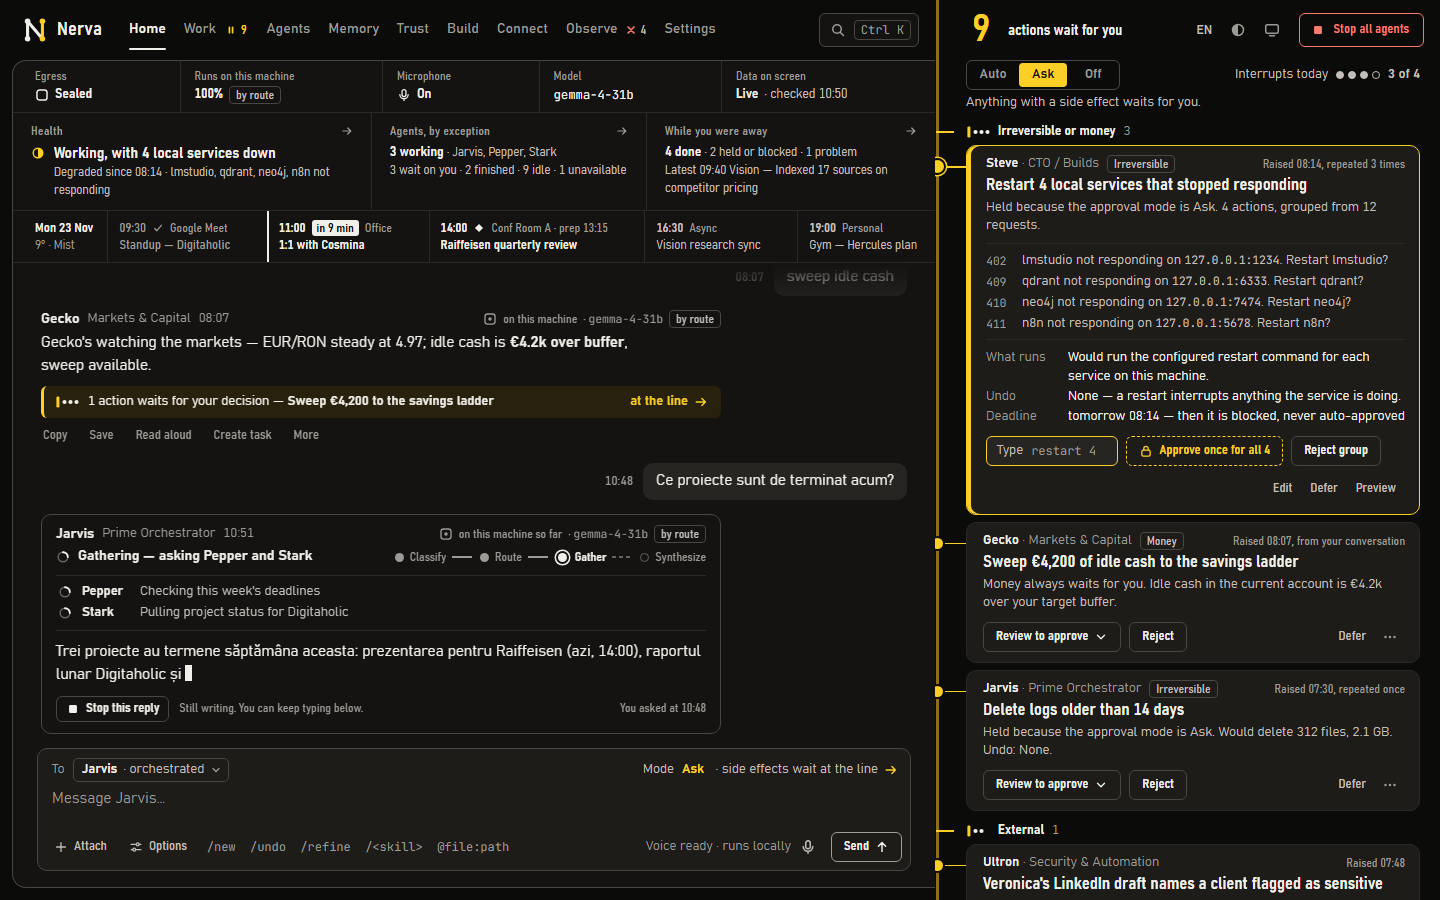 Nerva
Home
Work 9
Agents
Memory
Trust
Build
Connect
Observe 4
Settings
Ctrl K
Egress
Sealed
Runs on this machine
100% by route
Microphone
On
Model
gemma-4-31b
Data on screen
Live · checked 10:50
Health
Working, with 4 local services down
Degraded since 08:14 · lmstudio, qdrant, neo4j, n8n not
responding
Agents, by exception
3 working · Jarvis, Pepper, Stark
3 wait on you · 2 finished · 9 idle · 1 unavailable
While you were away
4 done · 2 held or blocked · 1 problem
Latest 09:40 Vision — Indexed 17 sources on
competitor pricing
Mon 23 Nov
9° · Mist
09:30 Google Meet
Standup — Digitaholic
11:00 in 9 min Office
1:1 with Cosmina
14:00 Conf Room A · prep 13:15
Raiffeisen quarterly review
16:30 Async
Vision research sync
19:00 Personal
Gym — Hercules plan
08:07 sweep idle cash
Gecko Markets & Capital 08:07
on this machine · gemma-4-31b by route
Gecko's watching the markets — EUR/RON steady at 4.97; idle cash is €4.2k over buffer,
sweep available.
1 action waits for your decision — Sweep €4,200 to the savings ladder
at the line →
Copy
Save
Read aloud
Create task
More
10:48 Ce proiecte sunt de terminat acum?
Jarvis Prime Orchestrator 10:51
on this machine so far · gemma-4-31b by route
Gathering — asking Pepper and Stark
Classify
Route
Gather
Synthesize
Pepper Checking this week's deadlines
Stark Pulling project status for Digitaholic
Trei proiecte au termene săptămâna aceasta: prezentarea pentru Raiffeisen (azi, 14:00), raportul
lunar Digitaholic și
Stop this reply
Still writing. You can keep typing below.
You asked at 10:48
To Jarvis · orchestrated
Mode Ask · side effects wait at the line →
Message Jarvis...
Attach
Options
/new
/undo
/refine
/<skill>
@file:path
Voice ready · runs locally
Send
9 actions wait for you
EN
Stop all agents
Auto
Ask
Off
Interrupts today 3 of 4
Anything with a side effect waits for you.
Irreversible or money 3
Steve · CTO / Builds Irreversible
Raised 08:14, repeated 3 times
Restart 4 local services that stopped responding
Held because the approval mode is Ask. 4 actions, grouped from 12
requests.
402 lmstudio not responding on 127.0.0.1:1234. Restart lmstudio?
409 qdrant not responding on 127.0.0.1:6333. Restart qdrant?
410 neo4j not responding on 127.0.0.1:7474. Restart neo4j?
411 n8n not responding on 127.0.0.1:5678. Restart n8n?
What runs Would run the configured restart command for each
service on this machine.
Undo None — a restart interrupts anything the service is doing.
Deadline tomorrow 08:14 — then it is blocked, never auto-approved
Type restart 4
Approve once for all 4
Reject group
Edit
Defer
Preview
Gecko · Markets & Capital Money
Raised 08:07, from your conversation
Sweep €4,200 of idle cash to the savings ladder
Money always waits for you. Idle cash in the current account is €4.2k
over your target buffer.
Review to approve
Reject
Defer
Jarvis · Prime Orchestrator Irreversible
Raised 07:30, repeated once
Delete logs older than 14 days
Held because the approval mode is Ask. Would delete 312 files, 2.1 GB.
Undo: None.
Review to approve
Reject
Defer
External 1
Ultron · Security & Automation
Raised 07:48
Veronica's LinkedIn draft names a client flagged as sensitive